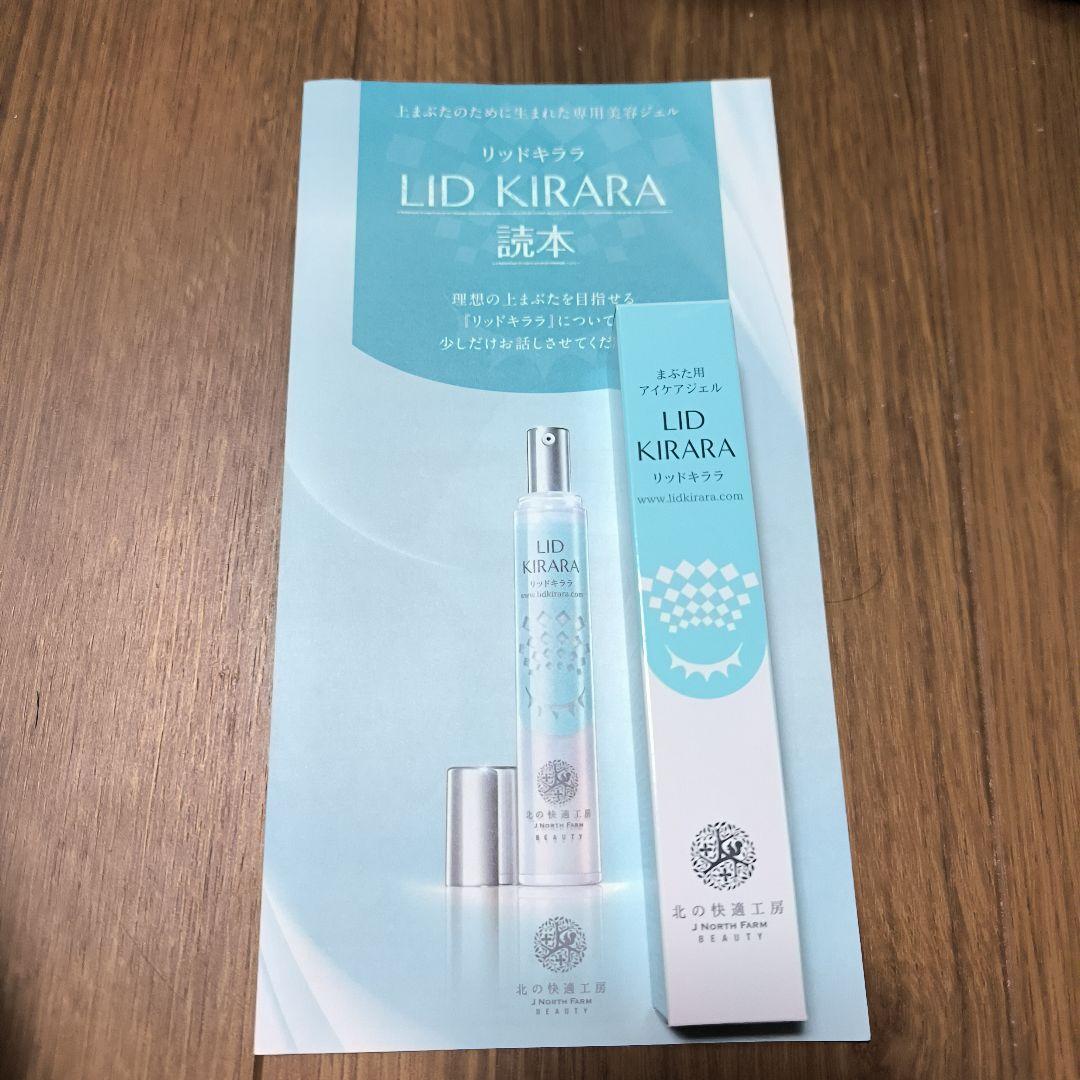 上まぶたのために生まれた専用美容ジェル
リッドキララ
LID KIRARA
読本
理想の上まぶたを目指せる
『リッドキララ』について
少しだけお話しさせてくだ
LID
KIRARA
リッドキララ
www.lidkirara.com
北の快適工房
J NORTH FARM
BEAUTY
北の快適工房
J NORTH FARM
BEAUTY
まぶた用
アイケアジェル
LID
KIRARA
リッドキララ
www.lidkirara.com
北の快適工房
J NORTH FARM
BEAUTY